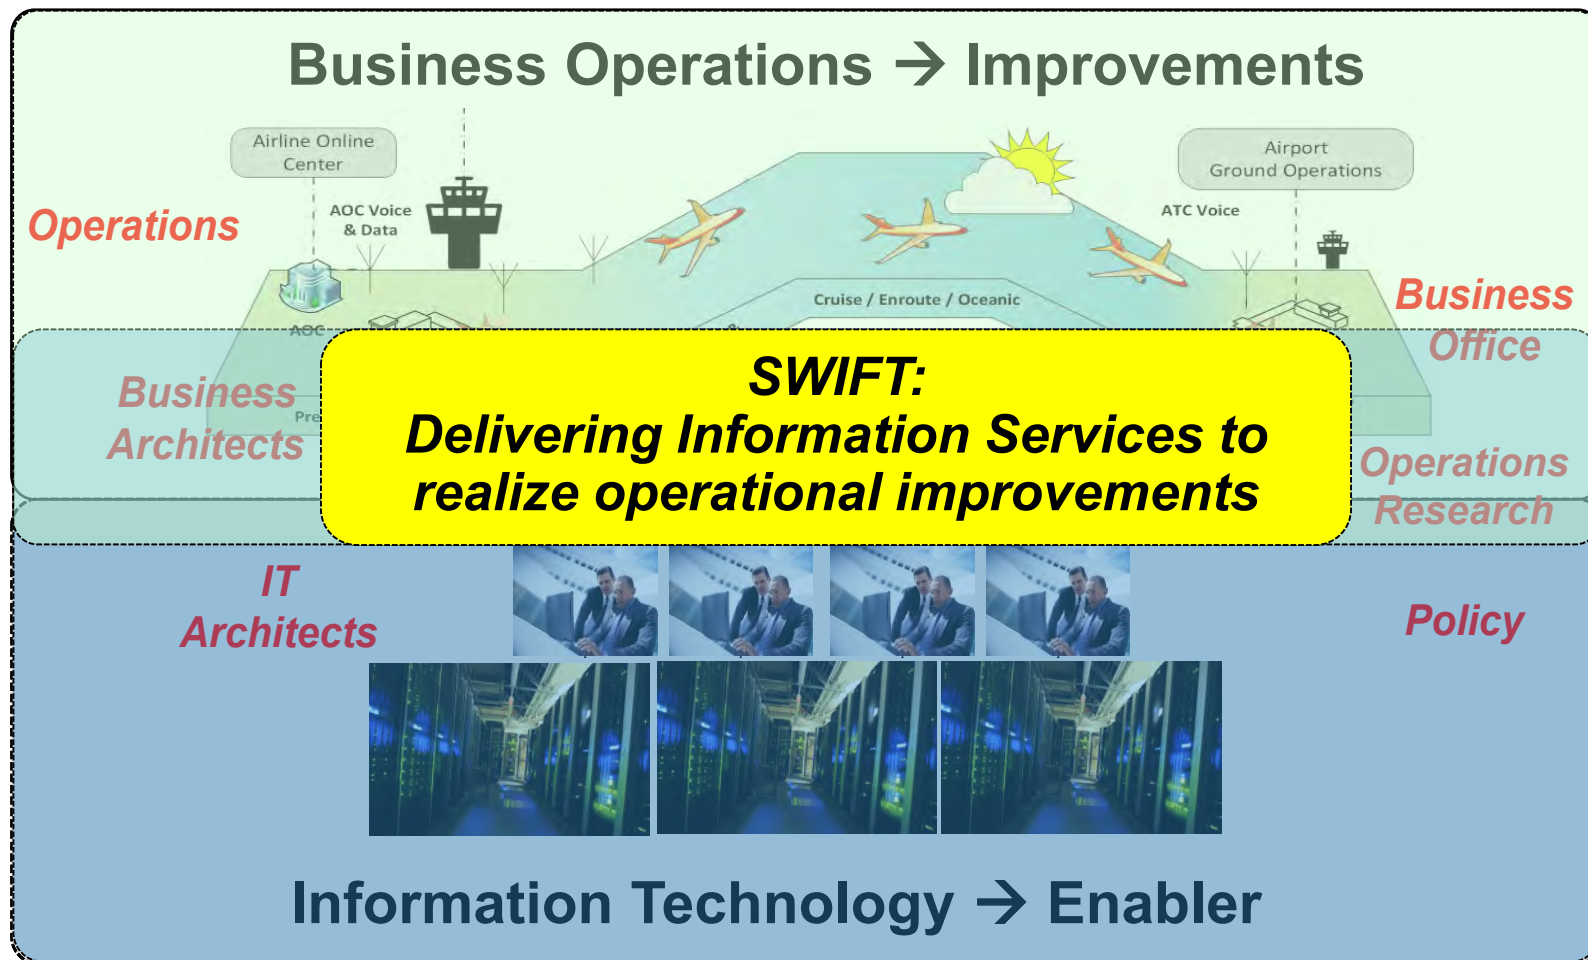 Business Operations → Improvements
Airline Online
Center
Airport
Ground Operations
Operations
AOC Voice
& Data
ATC Voice
Cruise / Enroute / Oceanic
Business
Office
AOC
SWIFT:
Delivering Information Services to
realize operational improvements
Business
Architects
Pre
Operations
Research
IT
Architects
Policy
Information Technology → Enabler